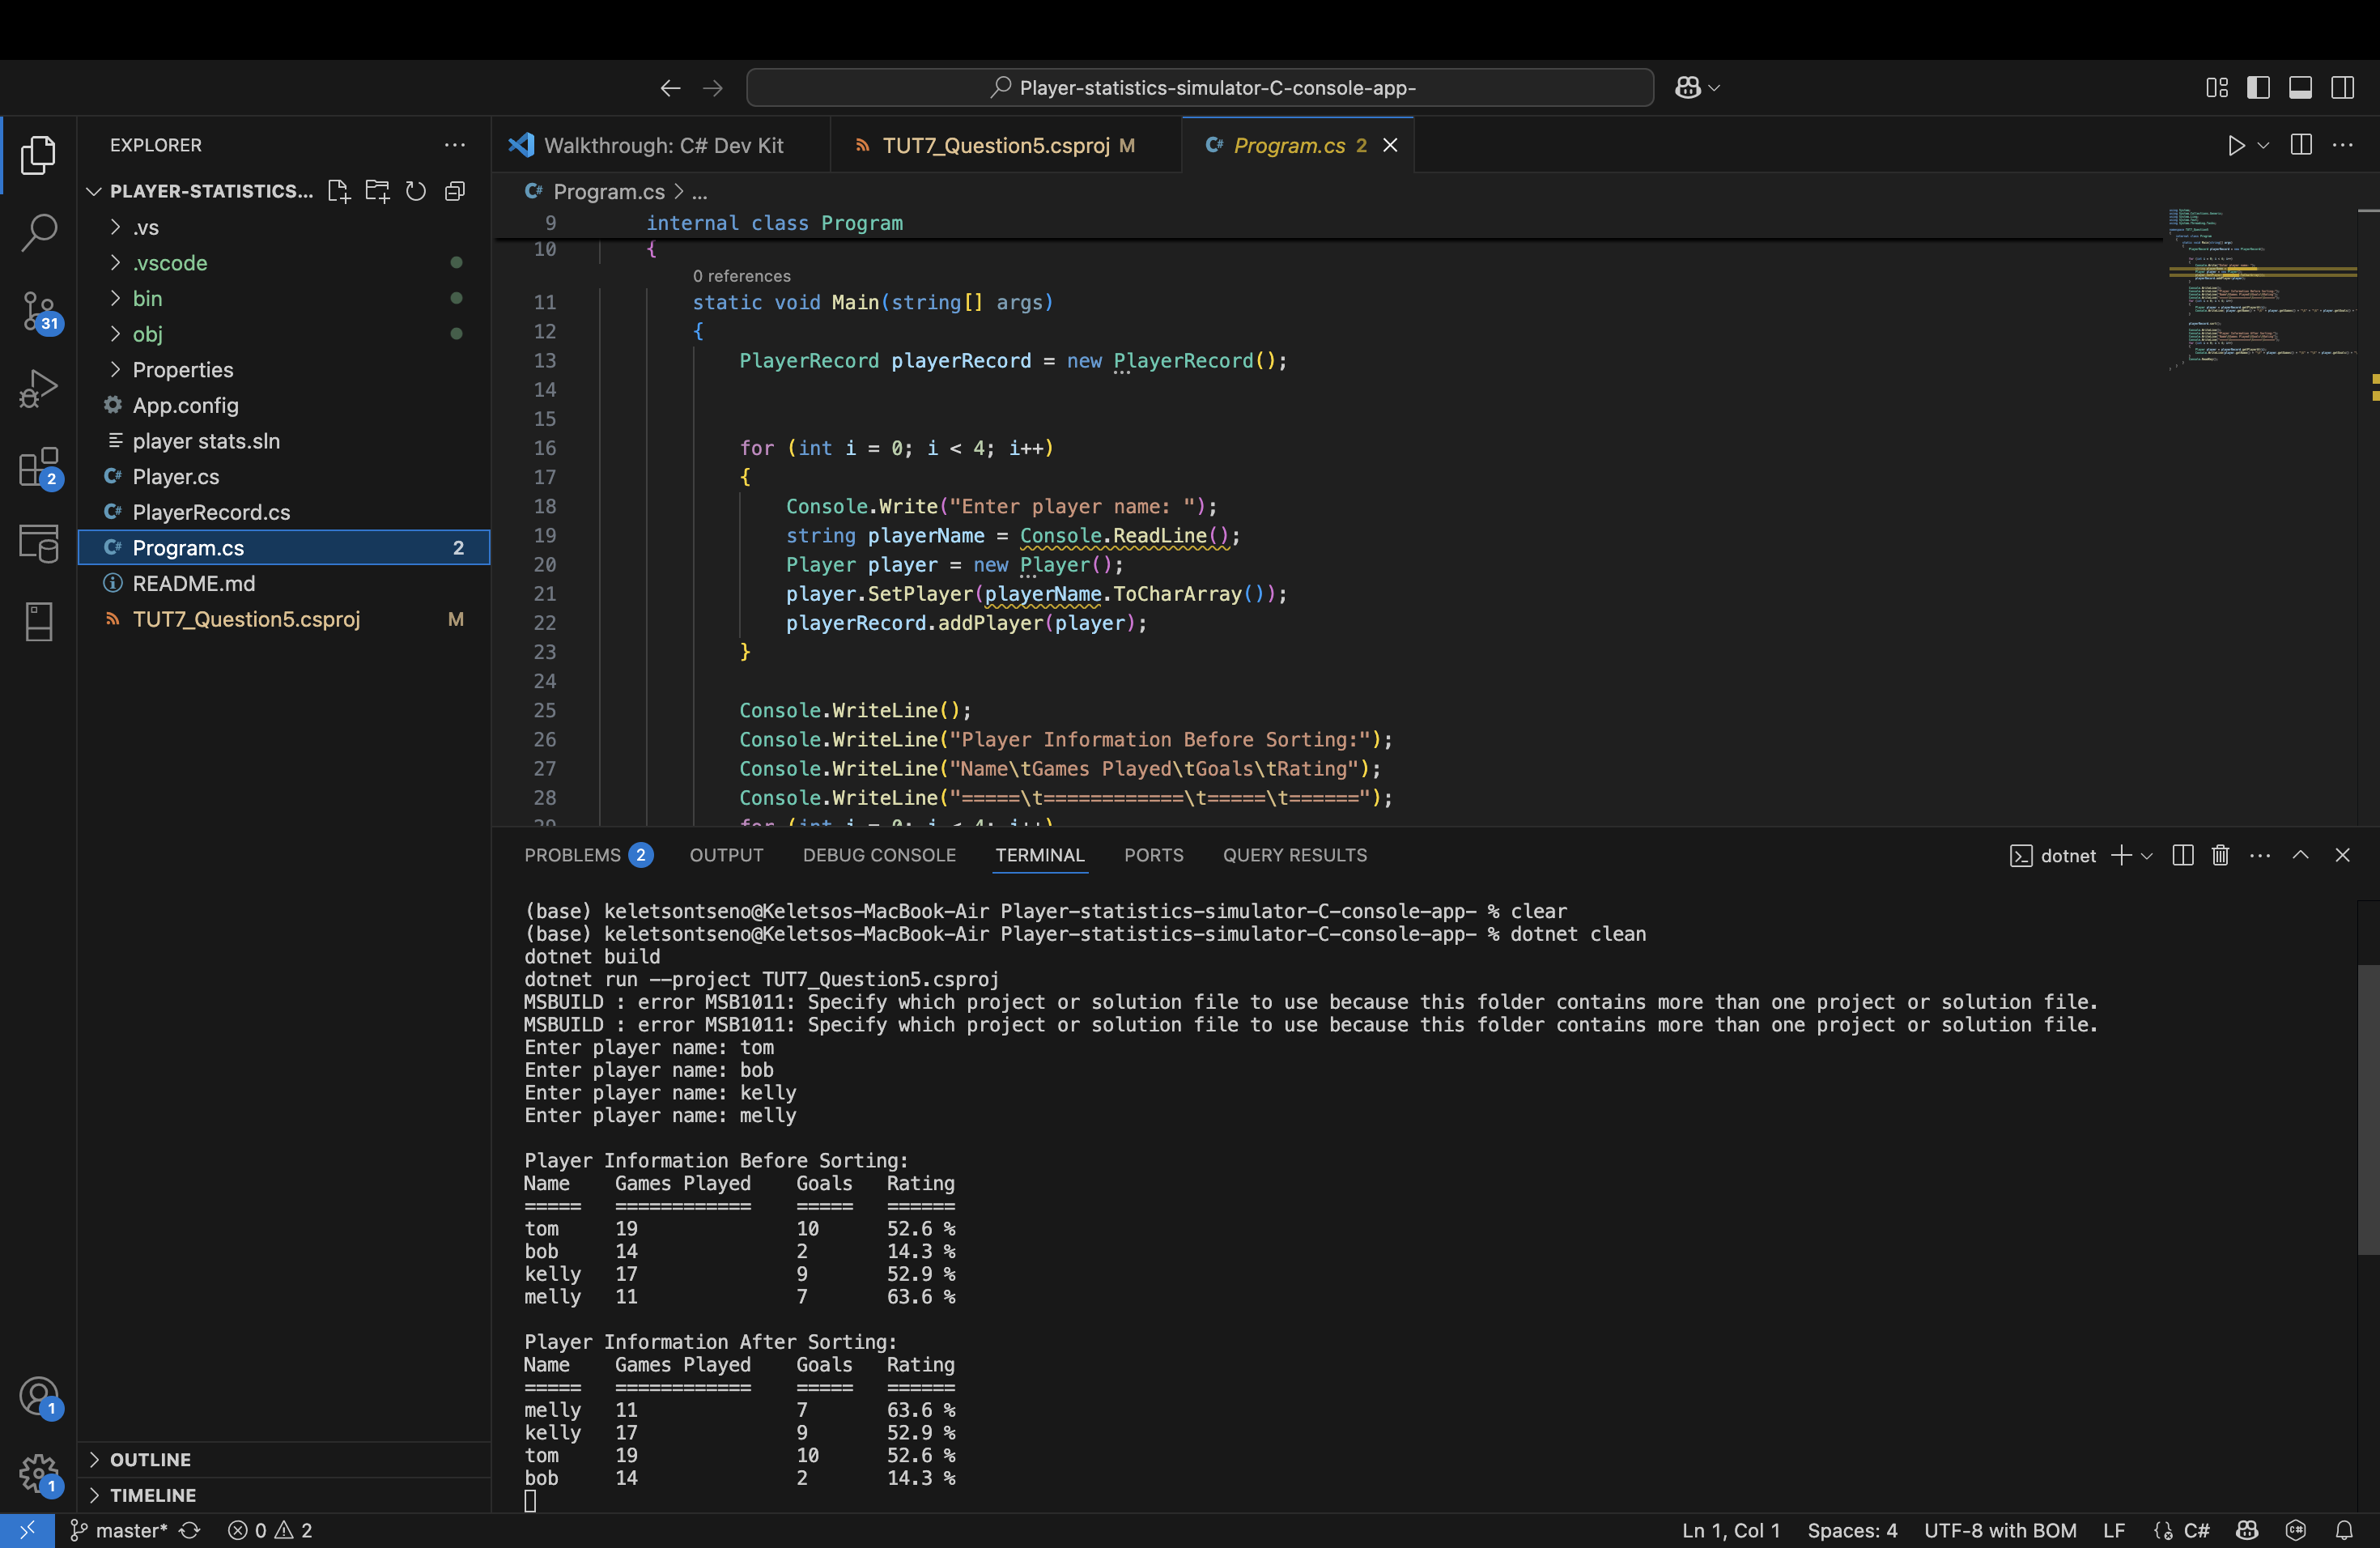 Player-statistics-simulator-C-console-app-
EXPLORER
PLAYER-STATISTICS...
.vs
.vscode
bin
obj
Properties
App.config
player stats.sln
C# Player.cs
C# PlayerRecord.cs
C# Program.cs 2
README.md
TUT7_Question5.csproj M
OUTLINE
TIMELINE
31
2
1
1
Walkthrough: C# Dev Kit
TUT7_Question5.csproj M
C# Program.cs 2
C# Program.cs > ...
9 internal class Program
10 {
0 references
11 static void Main(string[] args)
12 {
13 PlayerRecord playerRecord = new PlayerRecord();
14
15
16 for (int i = 0; i < 4; i++)
17 {
18 Console.Write("Enter player name: ");
19 string playerName = Console.ReadLine();
20 Player player = new Player();
21 player.SetPlayer(playerName.ToCharArray());
22 playerRecord.addPlayer(player);
23 }
24
25 Console.WriteLine();
26 Console.WriteLine("Player Information Before Sorting:");
27 Console.WriteLine("Name\tGames Played\tGoals\tRating");
28 Console.WriteLine("=====\t============\t=====\t======");
29 for (int i = 0; i < 4; i++)
PROBLEMS 2 OUTPUT DEBUG CONSOLE TERMINAL PORTS QUERY RESULTS
dotnet
(base) keletsontseno@Keletsos-MacBook-Air Player-statistics-simulator-C-console-app- % clear
(base) keletsontseno@Keletsos-MacBook-Air Player-statistics-simulator-C-console-app- % dotnet clean
dotnet build
dotnet run --project TUT7_Question5.csproj
MSBUILD : error MSB1011: Specify which project or solution file to use because this folder contains more than one project or solution file.
MSBUILD : error MSB1011: Specify which project or solution file to use because this folder contains more than one project or solution file.
Enter player name: tom
Enter player name: bob
Enter player name: kelly
Enter player name: melly
Player Information Before Sorting:
Name Games Played Goals Rating
===== ============ ===== ======
tom 19 10 52.6 %
bob 14 2 14.3 %
kelly 17 9 52.9 %
melly 11 7 63.6 %
Player Information After Sorting:
Name Games Played Goals Rating
===== ============ ===== ======
melly 11 7 63.6 %
kelly 17 9 52.9 %
tom 19 10 52.6 %
bob 14 2 14.3 %
master* 0 2
Ln 1, Col 1 Spaces: 4 UTF-8 with BOM LF C#